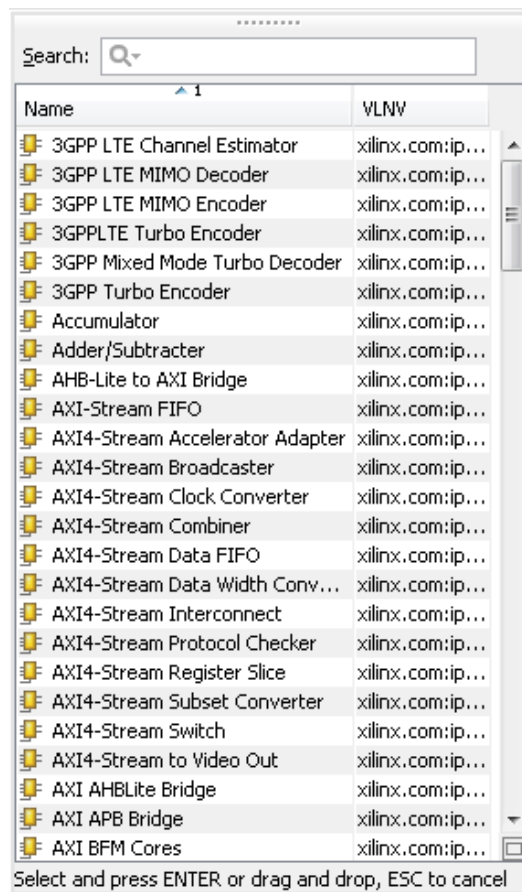 Search:
1
Name VLNV
3GPP LTE Channel Estimator xilinx.com:ip...
3GPP LTE MIMO Decoder xilinx.com:ip...
3GPP LTE MIMO Encoder xilinx.com:ip...
3GPPLTE Turbo Encoder xilinx.com:ip...
3GPP Mixed Mode Turbo Decoder xilinx.com:ip...
3GPP Turbo Encoder xilinx.com:ip...
Accumulator xilinx.com:ip...
Adder/Subtracter xilinx.com:ip...
AHB-Lite to AXI Bridge xilinx.com:ip...
AXI-Stream FIFO xilinx.com:ip...
AXI4-Stream Accelerator Adapter xilinx.com:ip...
AXI4-Stream Broadcaster xilinx.com:ip...
AXI4-Stream Clock Converter xilinx.com:ip...
AXI4-Stream Combiner xilinx.com:ip...
AXI4-Stream Data FIFO xilinx.com:ip...
AXI4-Stream Data Width Conv... xilinx.com:ip...
AXI4-Stream Interconnect xilinx.com:ip...
AXI4-Stream Protocol Checker xilinx.com:ip...
AXI4-Stream Register Slice xilinx.com:ip...
AXI4-Stream Subset Converter xilinx.com:ip...
AXI4-Stream Switch xilinx.com:ip...
AXI4-Stream to Video Out xilinx.com:ip...
AXI AHBLite Bridge xilinx.com:ip...
AXI APB Bridge xilinx.com:ip...
AXI BFM Cores xilinx.com:ip...
Select and press ENTER or drag and drop, ESC to cancel